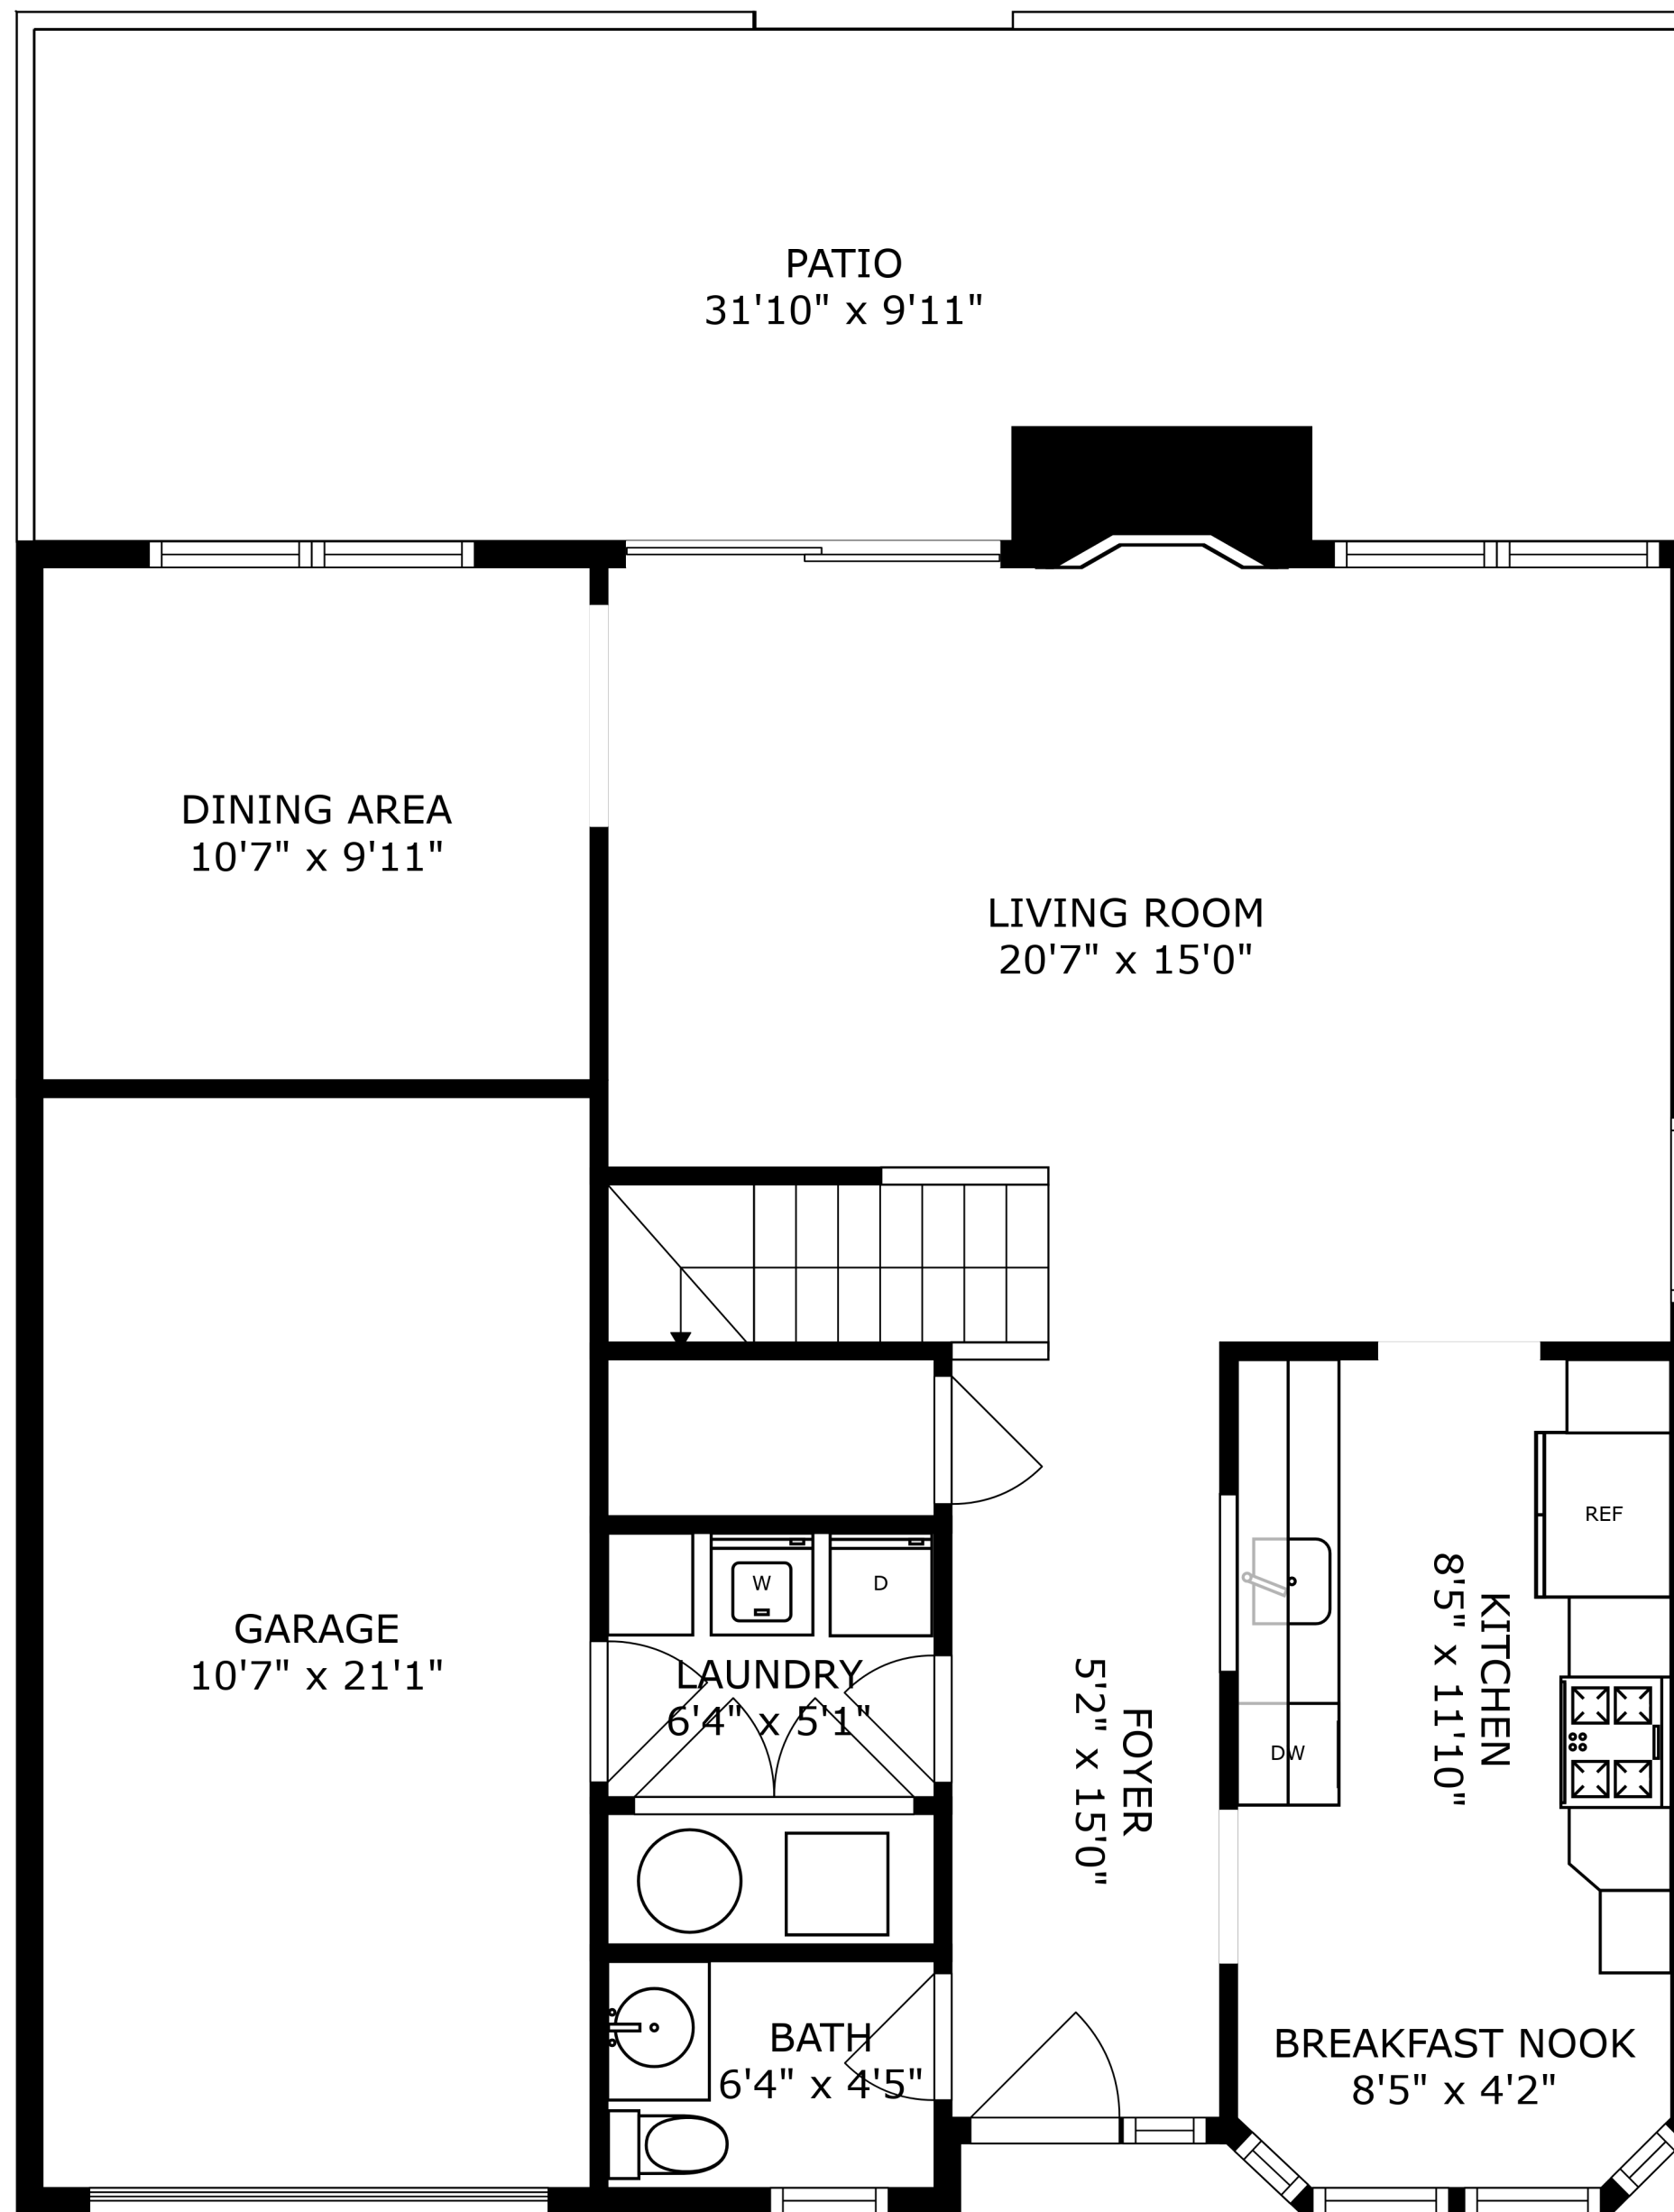 PATIO
31'10" x 9'11"
DINING AREA
10'7" x 9'11"
LIVING ROOM
20'7" x 15'0"
REF
W
D
GARAGE
10'7" x 21'1"
LAUNDRY
6'4" x 5'1"
FOYER
5'2" x 15'0"
KITCHEN
8'5" x 11'10"
DW
BATH
6'4" x 4'5"
BREAKFAST NOOK
8'5" x 4'2"